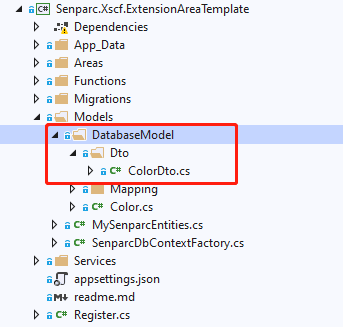 Senparc.Xscf.ExtensionAreaTemplate
Dependencies
App_Data
Areas
Functions
Migrations
Models
DatabaseModel
Dto
ColorDto.cs
Mapping
Color.cs
MySenparcEntities.cs
SenparcDbContextFactory.cs
Services
appsettings.json
readme.md
Register.cs